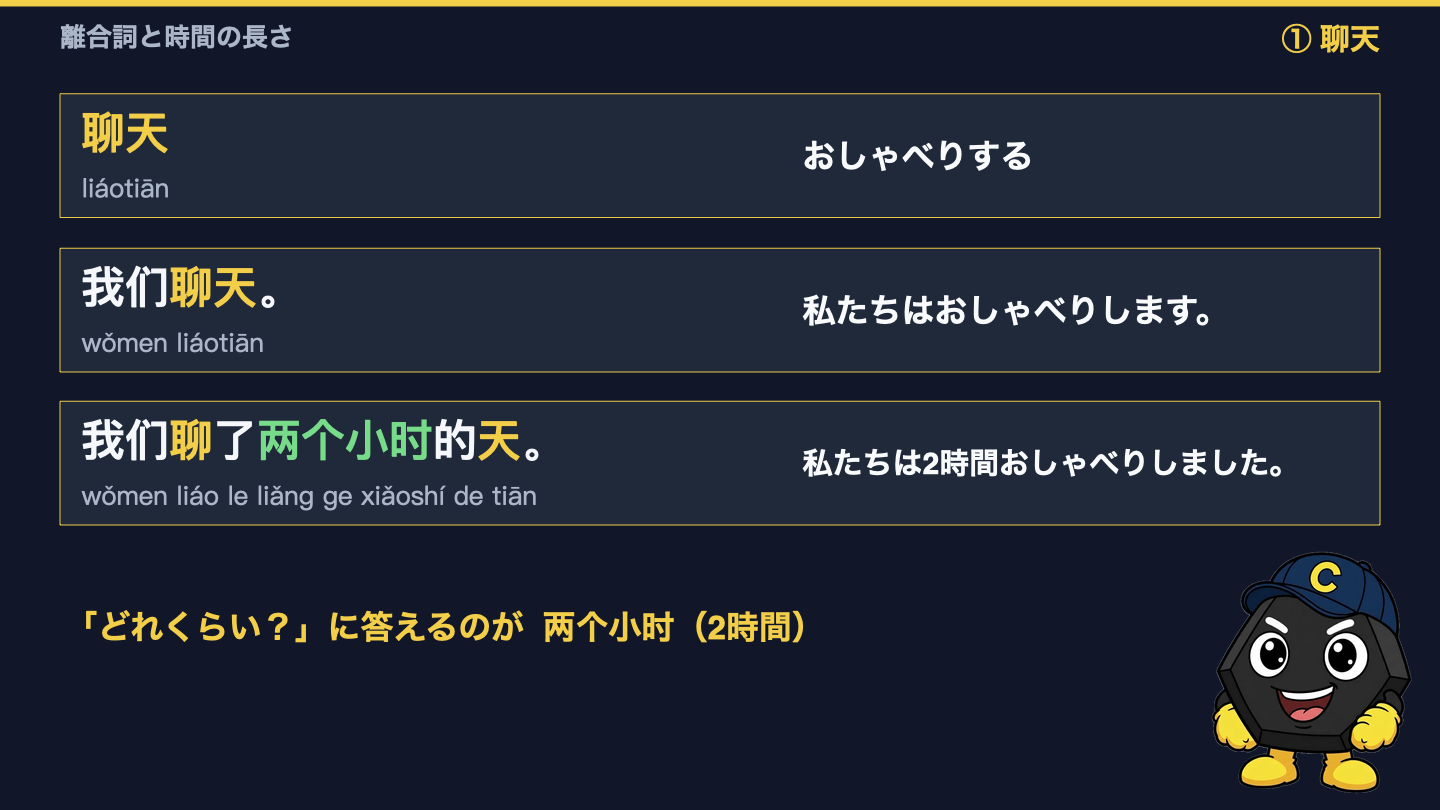 離合詞と時間の長さ
① 聊天
聊天
liáotiān
おしゃべりする
我们聊天。
wǒmen liáotiān
私たちはおしゃべりします。
我们聊了两个小时的天。
wǒmen liáo le liǎng ge xiǎoshí de tiān
私たちは2時間おしゃべりしました。
「どれくらい？」に答えるのが 两个小时（2時間）
C